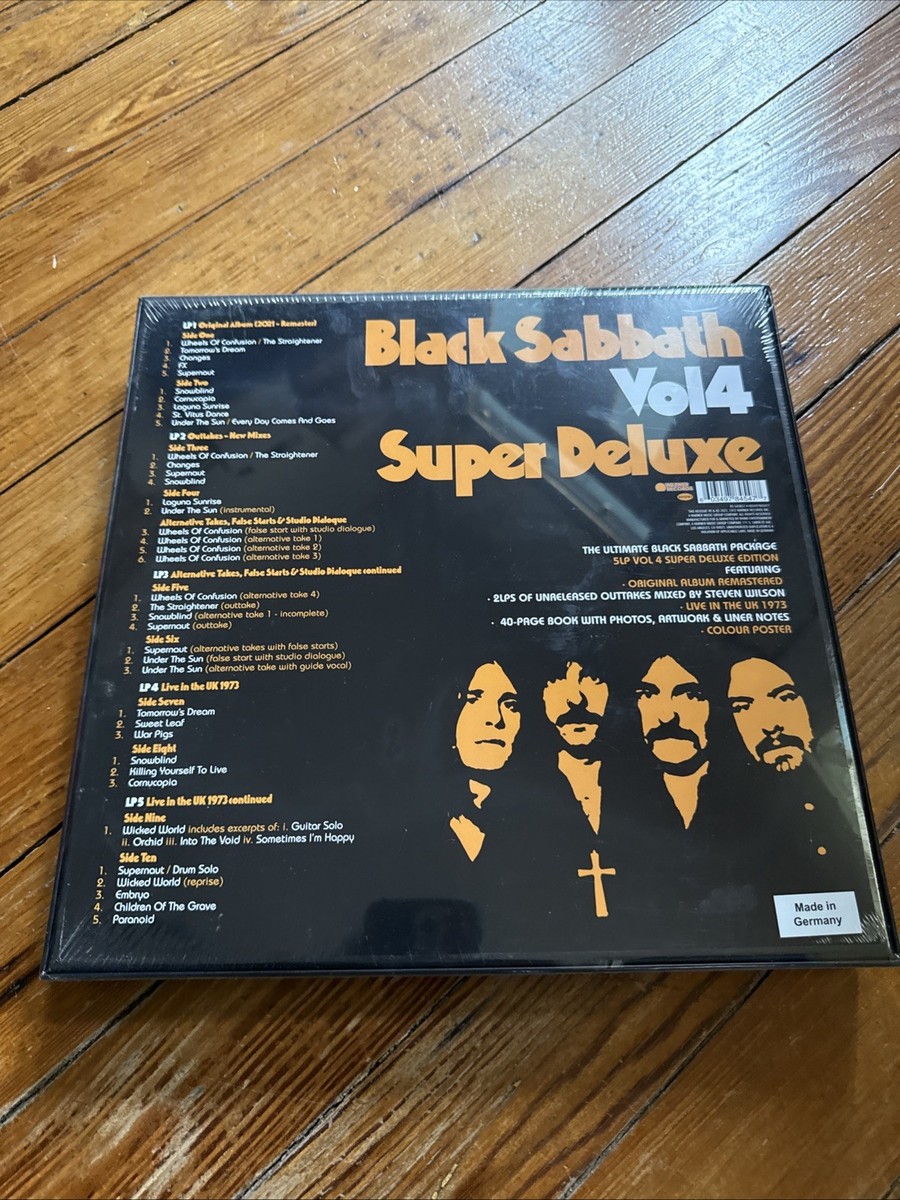 LP1 Original Album (2021 - Remaster)
Side One
1. Wheels Of Confusion / The Straightener
2. Tomorrow's Dream
3. Changes
4. FX
5. Supernaut
Side Two
1. Snowblind
2. Cornucopia
3. Laguna Sunrise
4. St. Vitus Dance
5. Under The Sun / Every Day Comes And Goes
LP2 Outtakes - New Mixes
Side Three
1. Wheels Of Confusion / The Straightener
2. Changes
3. Supernaut
4. Snowblind
Side Four
1. Laguna Sunrise
2. Under The Sun (instrumental)
Alternative Takes, False Starts & Studio Dialogue
3. Wheels Of Confusion (false start with studio dialogue)
4. Wheels Of Confusion (alternative take 1)
5. Wheels Of Confusion (alternative take 2)
6. Wheels Of Confusion (alternative take 3)
LP3 Alternative Takes, False Starts & Studio Dialogue continued
Side Five
1. Wheels Of Confusion (alternative take 4)
2. The Straightener (outtake)
3. Snowblind (alternative take 1 - incomplete)
4. Supernaut (outtake)
Side Six
1. Supernaut (alternative takes with false starts)
2. Under The Sun (false start with studio dialogue)
3. Under The Sun (alternative take with guide vocal)
LP4 Live in the UK 1973
Side Seven
1. Tomorrow's Dream
2. Sweet Leaf
3. War Pigs
Side Eight
1. Snowblind
2. Killing Yourself To Live
3. Cornucopia
LP5 Live in the UK 1973 continued
Side Nine
1. Wicked World includes excerpts of: i. Guitar Solo
ii. Orchid iii. Into The Void iv. Sometimes I'm Happy
Side Ten
1. Supernaut / Drum Solo
2. Wicked World (reprise)
3. Embryo
4. Children Of The Grave
5. Paranoid
Black Sabbath
Vol4
Super Deluxe
THE ULTIMATE BLACK SABBATH PACKAGE
5LP VOL 4 SUPER DELUXE EDITION
FEATURING
· ORIGINAL ALBUM REMASTERED
· 2LPS OF UNRELEASED OUTTAKES MIXED BY STEVEN WILSON
· LIVE IN THE UK 1973
· 40-PAGE BOOK WITH PHOTOS, ARTWORK & LINER NOTES
· COLOUR POSTER
Made in
Germany